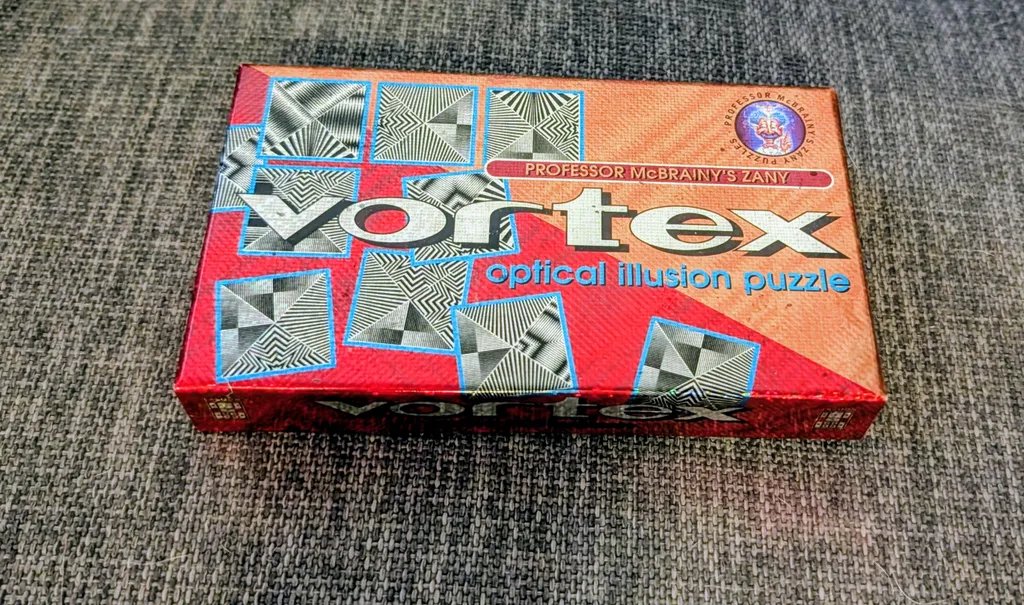 PROFESSOR McBRAINY'S ZANY PUZZLES
PROFESSOR McBRAINY'S ZANY
vortex
optical illusion puzzle
vortex